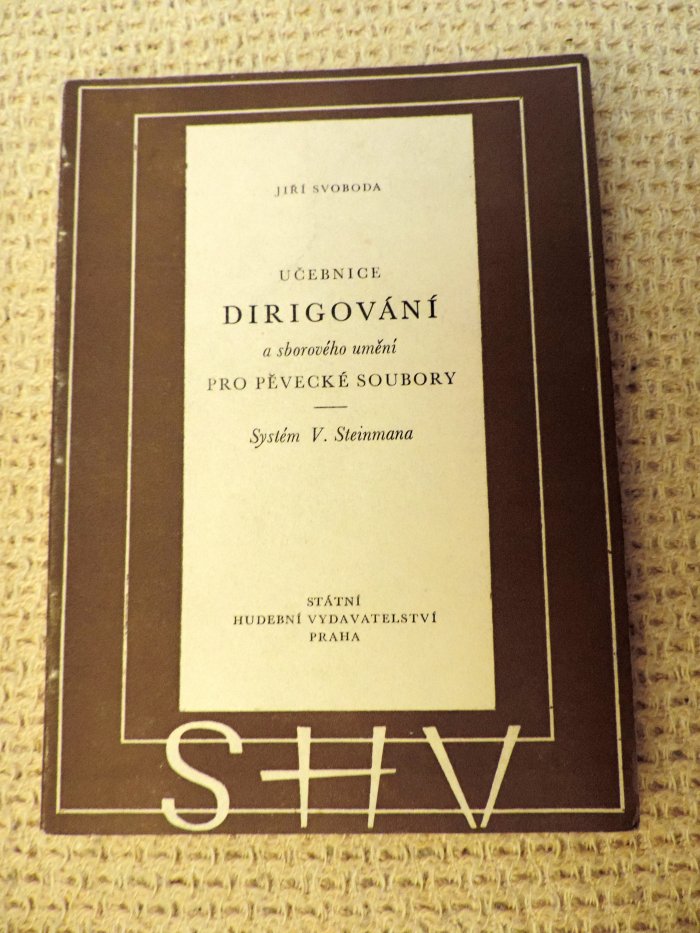 JIŘÍ SVOBODA
UČEBNICE
DIRIGOVÁNÍ
a sborového umění
PRO PĚVECKÉ SOUBORY
Systém V. Steinmana
STÁTNÍ
HUDEBNÍ VYDAVATELSTVÍ
PRAHA
SHV